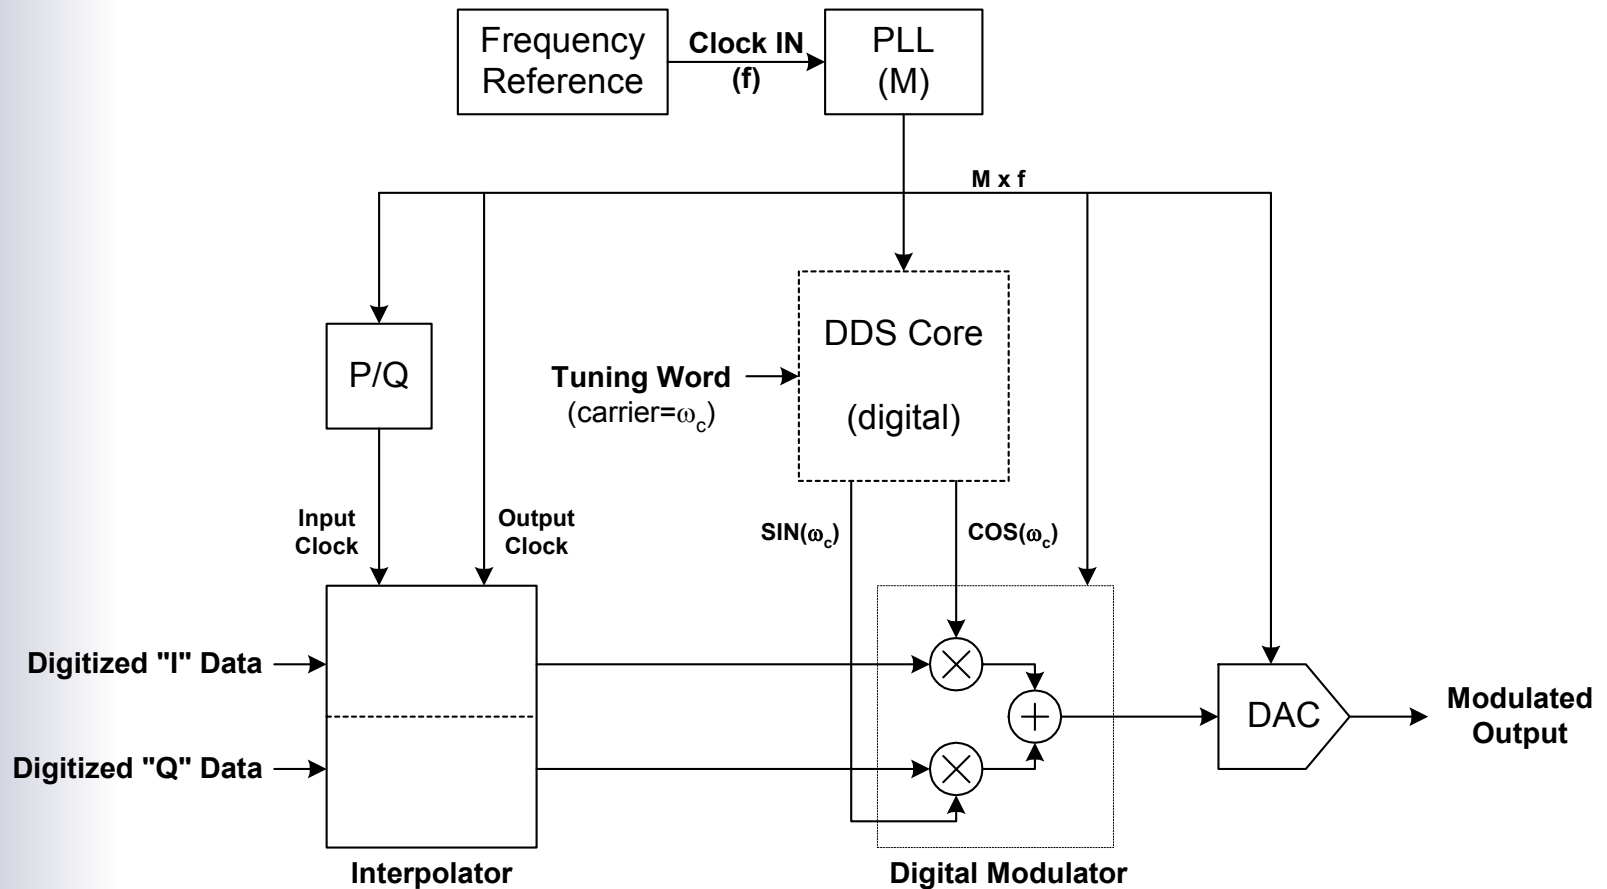 Frequency
Reference
Clock IN
(f)
PLL
(M)
M x f
P/Q
DDS Core
(digital)
Tuning Word
(carrier=ωc)
Input
Clock
Output
Clock
SIN(ωc)
COS(ωc)
Digitized "I" Data
Digitized "Q" Data
DAC
Modulated
Output
Interpolator
Digital Modulator